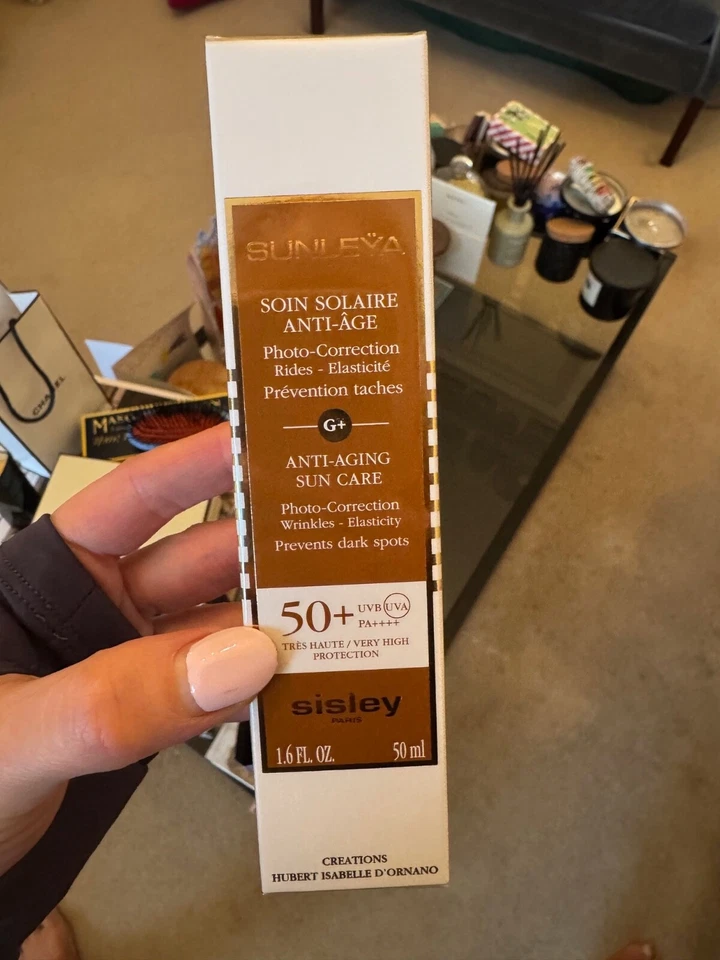 SUNLEŸA
SOIN SOLAIRE
ANTI-ÂGE
Photo-Correction
Rides - Elasticité
Prévention taches
G+
ANTI-AGING
SUN CARE
Photo-Correction
Wrinkles - Elasticity
Prevents dark spots
50+ UVB UVA
PA++++
TRÈS HAUTE / VERY HIGH
PROTECTION
sisley
PARIS
1.6 FL. OZ. 50 ml
CREATIONS
HUBERT ISABELLE D'ORNANO
CHANEL